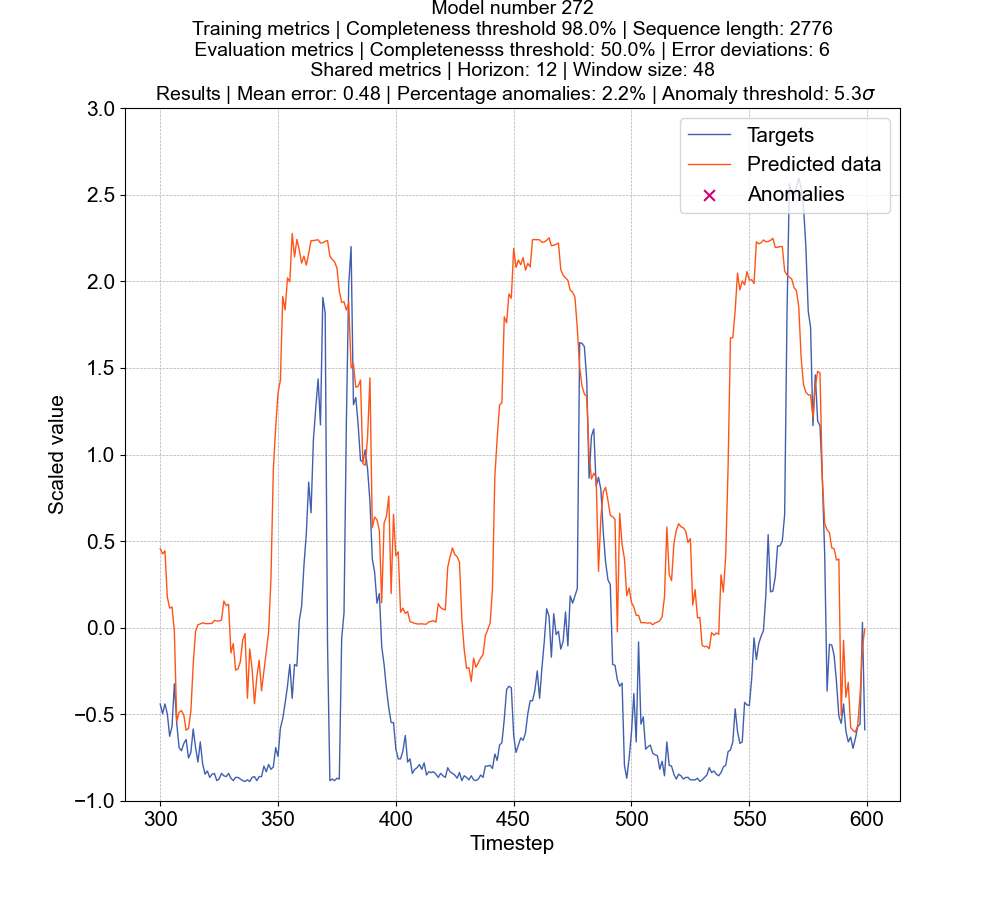 Model number 272
Training metrics | Completeness threshold 98.0% | Sequence length: 2776
Evaluation metrics | Completenesss threshold: 50.0% | Error deviations: 6
Shared metrics | Horizon: 12 | Window size: 48
Results | Mean error: 0.48 | Percentage anomalies: 2.2% | Anomaly threshold: 5.3σ
3.0
2.5
2.0
1.5
1.0
0.5
0.0
−0.5
−1.0
Scaled value
Targets
Predicted data
Anomalies
300
350
400
450
500
550
600
Timestep